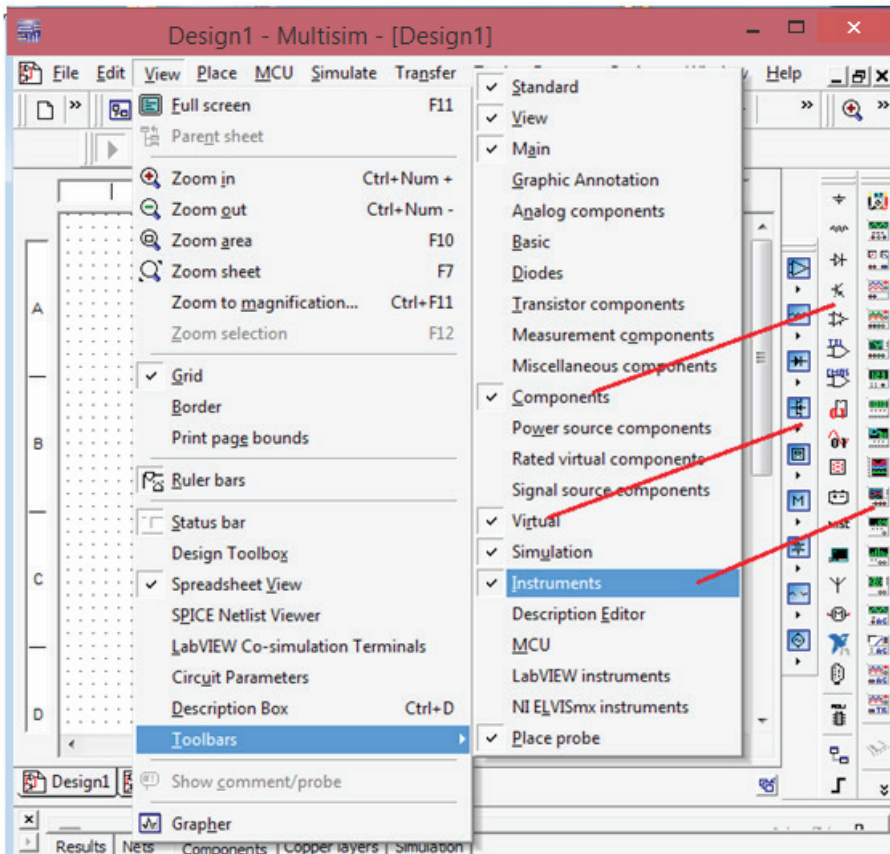 Design1 - Multisim - [Design1]
File Edit View Place MCU Simulate Transfer Help
Full screen F11
Parent sheet
Zoom in Ctrl+Num +
Zoom out Ctrl+Num -
Zoom area F10
Zoom sheet F7
Zoom to magnification... Ctrl+F11
Zoom selection F12
Grid
Border
Print page bounds
Ruler bars
Status bar
Design Toolbox
Spreadsheet View
SPICE Netlist Viewer
LabVIEW Co-simulation Terminals
Circuit Parameters
Description Box Ctrl+D
Toolbars
Show comment/probe
Grapher
Standard
View
Main
Graphic Annotation
Analog components
Basic
Diodes
Transistor components
Measurement components
Miscellaneous components
Components
Power source components
Rated virtual components
Signal source components
Virtual
Simulation
Instruments
Description Editor
MCU
LabVIEW instruments
NI ELVISmx instruments
Place probe
A
B
C
D
M
Design1
Results Nets Components Copper layers Simulation